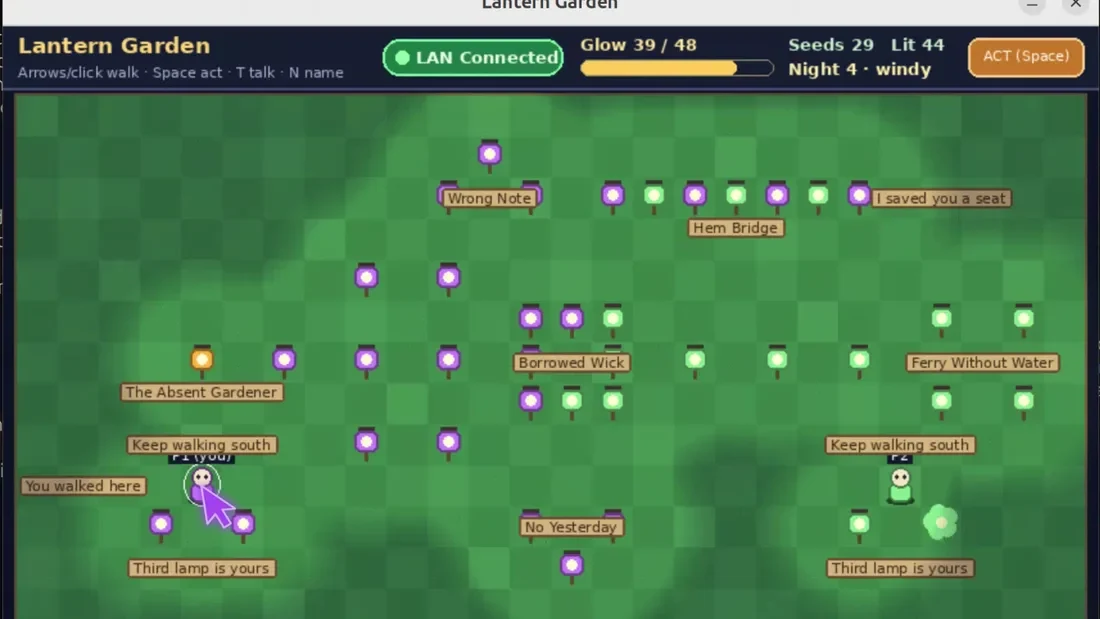 Lantern Garden
Lantern Garden
Arrows/click walk · Space act · T talk · N name
LAN Connected
Glow 39 / 48
Seeds 29 Lit 44
Night 4 · windy
ACT (Space)
Wrong Note
I saved you a seat
Hem Bridge
Borrowed Wick
Ferry Without Water
The Absent Gardener
Keep walking south
Keep walking south
P1 (you)
P2
You walked here
No Yesterday
Third lamp is yours
Third lamp is yours